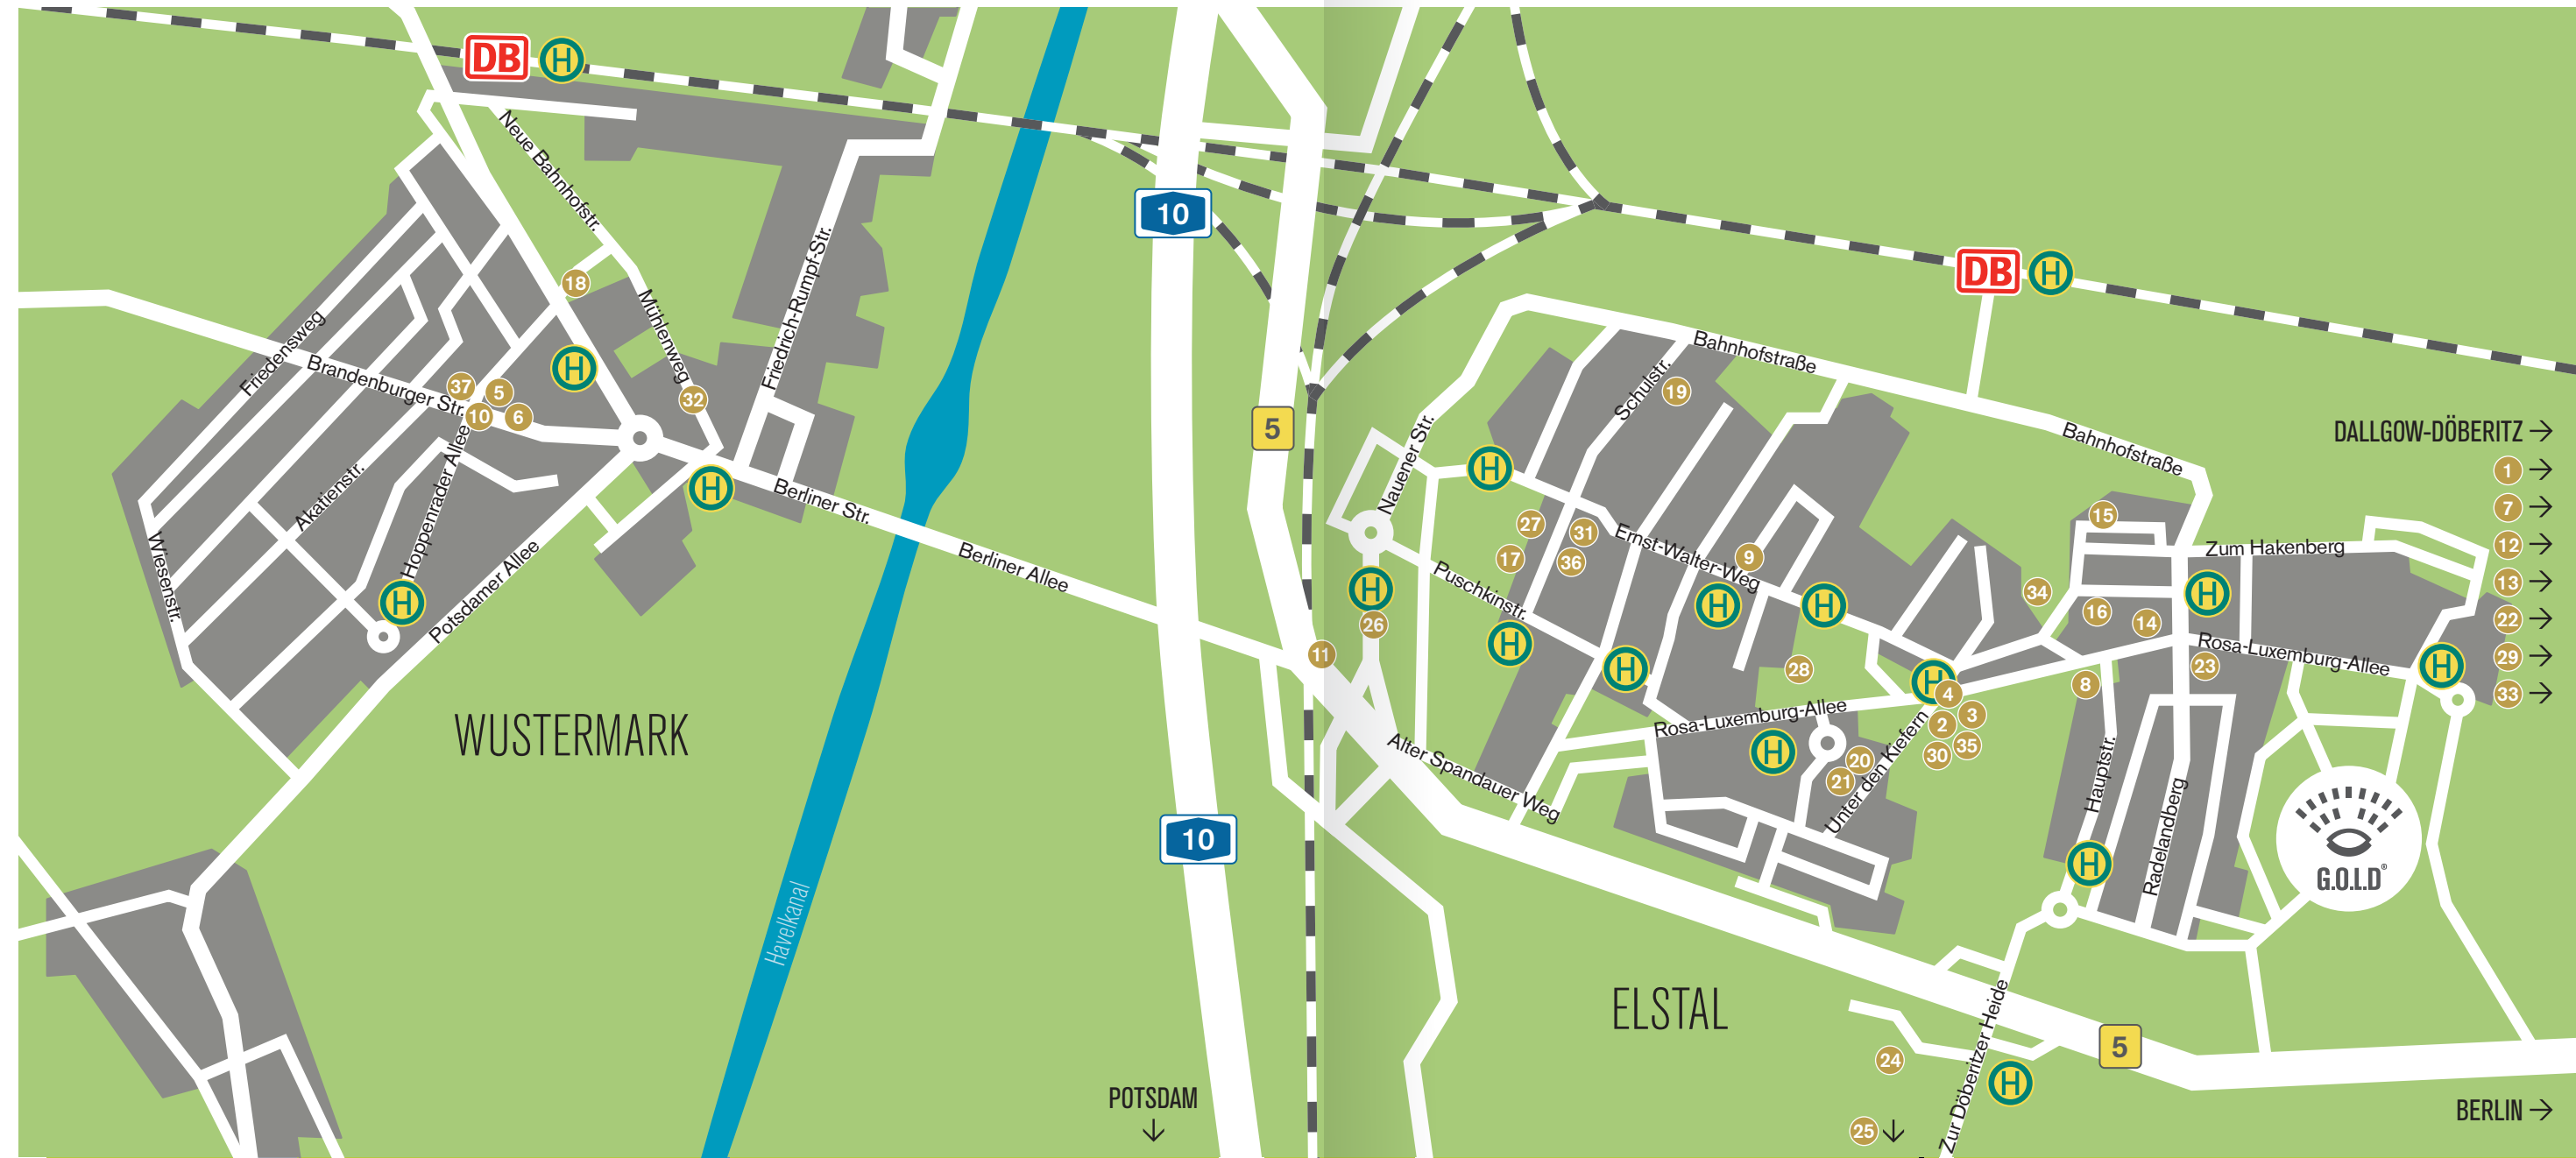 DB H
Neue Bahnhofstr.
10
18
DB H
Friedensweg
Mühlenweg
Friedrich-Rumpf-Str.
Bahnhofstraße
Brandenburger Str.
37
5
10
6
H
32
5
Schulstr.
19
Bahnhofstraße
DALLGOW-DÖBERITZ →
1 →
7 →
12 →
13 →
22 →
29 →
33 →
Akatienstr.
Hoppenrader Allee
H
Berliner Str.
Nauener Str.
H
27
31
17
36
Ernst-Walter-Weg
9
15
Zum Hakenberg
Wiesenstr.
H
Potsdamer Allee
Berliner Allee
H
26
11
Puschkinstr.
H
H
H
H
28
34
16
14
H
Rosa-Luxemburg-Allee
23
8
H
H
4
3
2
35
30
WUSTERMARK
Rosa-Luxemburg-Allee
H
20
21
Unter den Kiefern
Alter Spandauer Weg
Hauptstr.
Radelandberg
H
G.O.L.D®
10
Havelkanal
ELSTAL
Zur Döberitzer Heide
5
24
H
25 ↓
POTSDAM
↓
BERLIN →